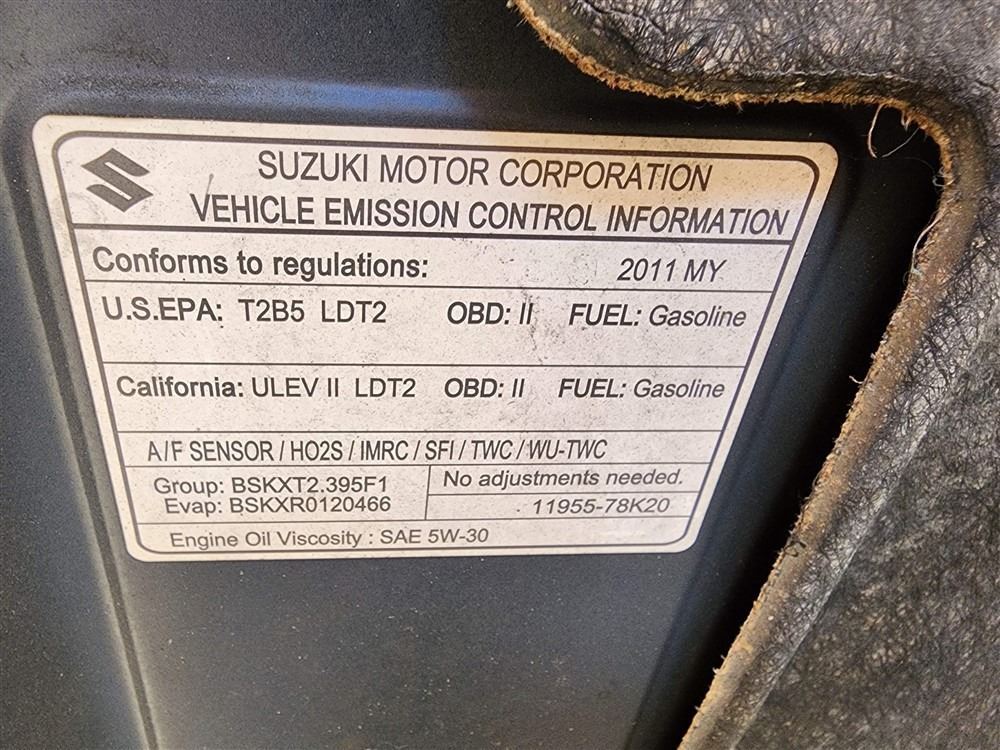 SUZUKI MOTOR CORPORATION
VEHICLE EMISSION CONTROL INFORMATION
Conforms to regulations: 2011 MY
U.S.EPA: T2B5 LDT2 OBD: II FUEL: Gasoline
California: ULEV II LDT2 OBD: II FUEL: Gasoline
A/F SENSOR / HO2S / IMRC / SFI / TWC / WU-TWC
Group: BSKXT2.395F1
Evap: BSKXR0120466
No adjustments needed.
11955-78K20
Engine Oil Viscosity : SAE 5W-30